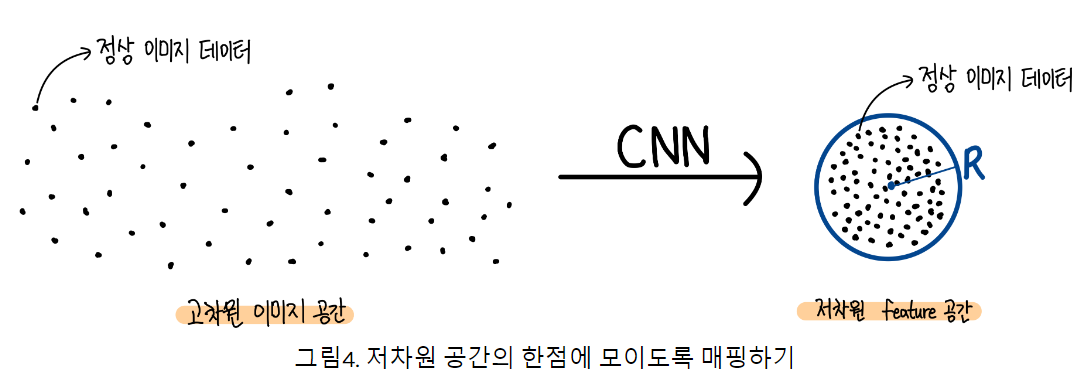 정상 이미지 데이터
정상 이미지 데이터
CNN
R
고차원 이미지 공간
저차원 feature 공간
그림4. 저차원 공간의 한점에 모이도록 매핑하기